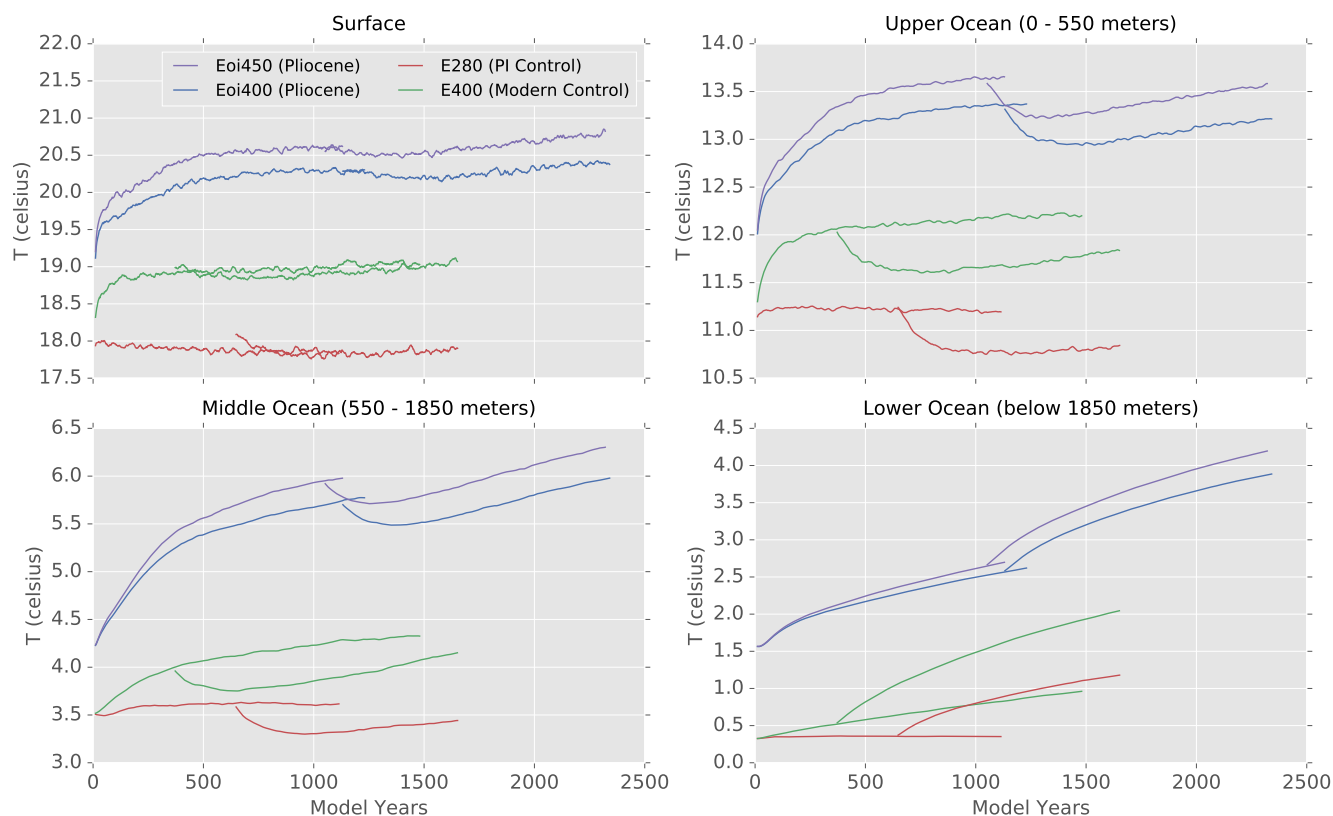 Surface
22.0
21.5
21.0
20.5
20.0
19.5
19.0
18.5
18.0
17.5
T (celsius)
Eoi450 (Pliocene) E280 (PI Control)
Eoi400 (Pliocene) E400 (Modern Control)
Upper Ocean (0 - 550 meters)
14.0
13.5
13.0
12.5
12.0
11.5
11.0
10.5
T (celsius)
Middle Ocean (550 - 1850 meters)
6.5
6.0
5.5
5.0
4.5
4.0
3.5
3.0
T (celsius)
0 500 1000 1500 2000 2500
Model Years
Lower Ocean (below 1850 meters)
4.5
4.0
3.5
3.0
2.5
2.0
1.5
1.0
0.5
0.0
T (celsius)
0 500 1000 1500 2000 2500
Model Years